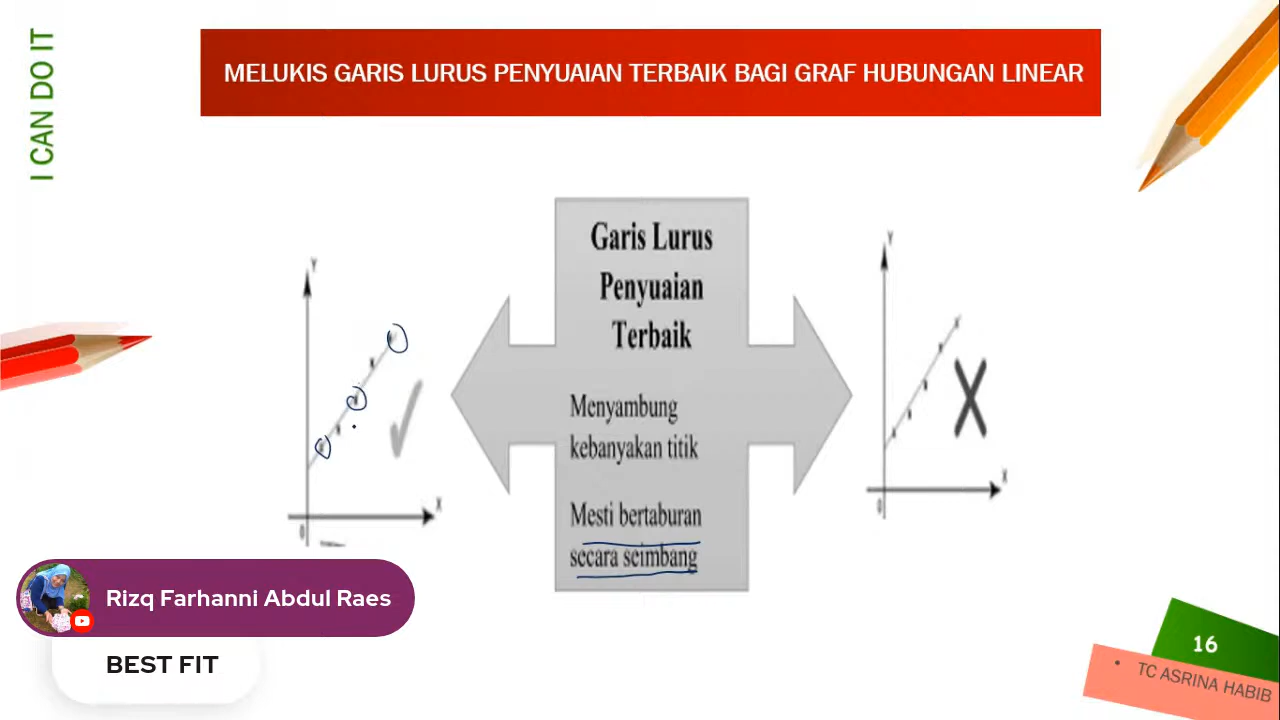 I CAN DO IT
MELUKIS GARIS LURUS PENYUAIAN TERBAIK BAGI GRAF HUBUNGAN LINEAR
Garis Lurus
Penyuaian
Terbaik
Menyambung
kebanyakan titik
Mesti bertaburan
secara seimbang
Y
X
0
Y
X
0
Rizq Farhanni Abdul Raes
BEST FIT
16
• TC ASRINA HABIB